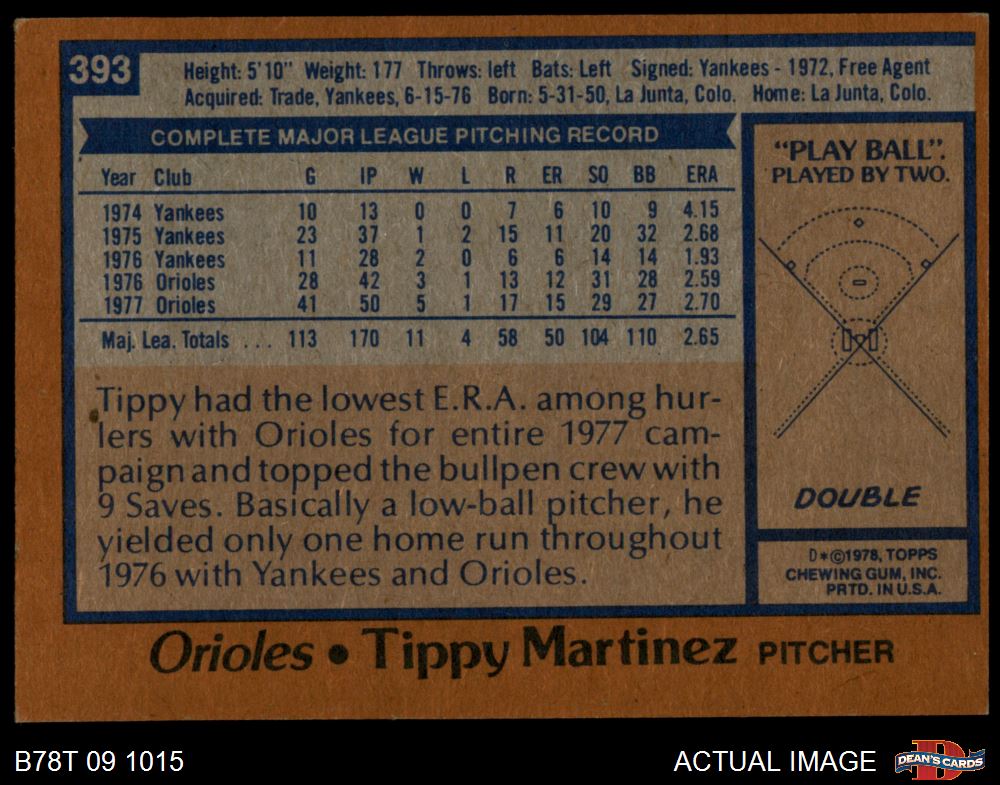 393
Height: 5'10" Weight: 177 Throws: left Bats: Left Signed: Yankees - 1972, Free Agent
Acquired: Trade, Yankees, 6-15-76 Born: 5-31-50, La Junta, Colo. Home: La Junta, Colo.
COMPLETE MAJOR LEAGUE PITCHING RECORD
Year Club G IP W L R ER SO BB ERA
1974 Yankees 10 13 0 0 7 6 10 9 4.15
1975 Yankees 23 37 1 2 15 11 20 32 2.68
1976 Yankees 11 28 2 0 6 6 14 14 1.93
1976 Orioles 28 42 3 1 13 12 31 28 2.59
1977 Orioles 41 50 5 1 17 15 29 27 2.70
Maj. Lea. Totals ... 113 170 11 4 58 50 104 110 2.65
Tippy had the lowest E.R.A. among hur-
lers with Orioles for entire 1977 cam-
paign and topped the bullpen crew with
9 Saves. Basically a low-ball pitcher, he
yielded only one home run throughout
1976 with Yankees and Orioles.
"PLAY BALL".
PLAYED BY TWO.
DOUBLE
D*©1978, TOPPS
CHEWING GUM, INC.
PRTD. IN U.S.A.
Orioles • Tippy Martinez PITCHER
B78T 09 1015
ACTUAL IMAGE
D
DEAN'S CARDS